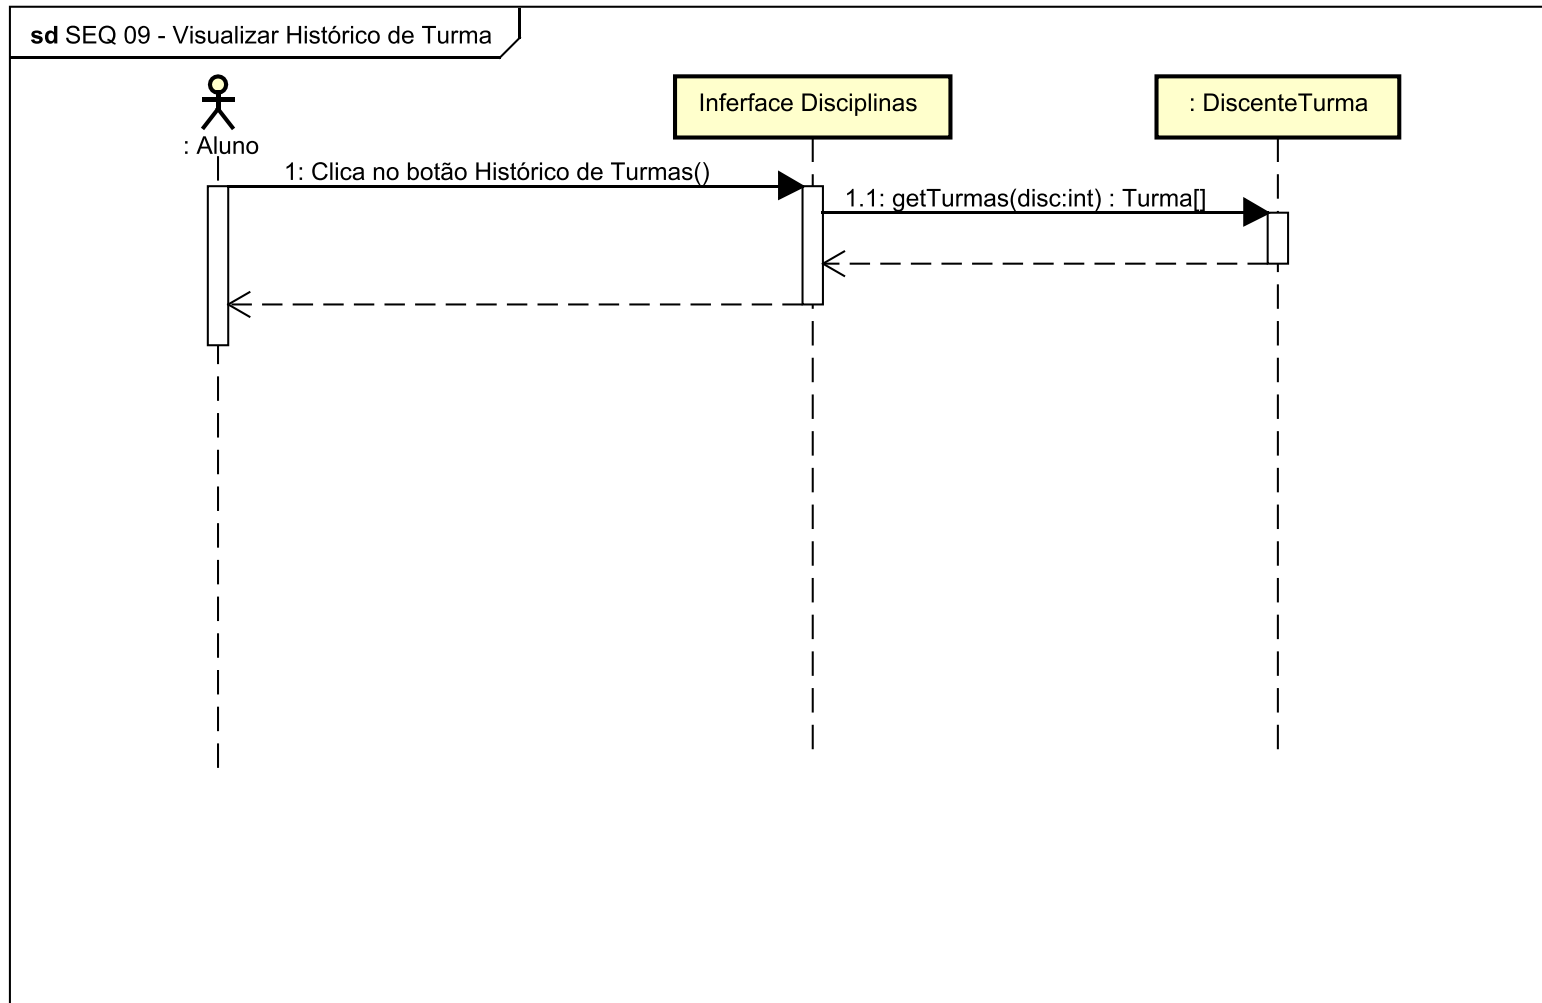 sd SEQ 09 - Visualizar Histórico de Turma
: Aluno
Inferface Disciplinas
: DiscenteTurma
1: Clica no botão Histórico de Turmas()
1.1: getTurmas(disc:int) : Turma[]